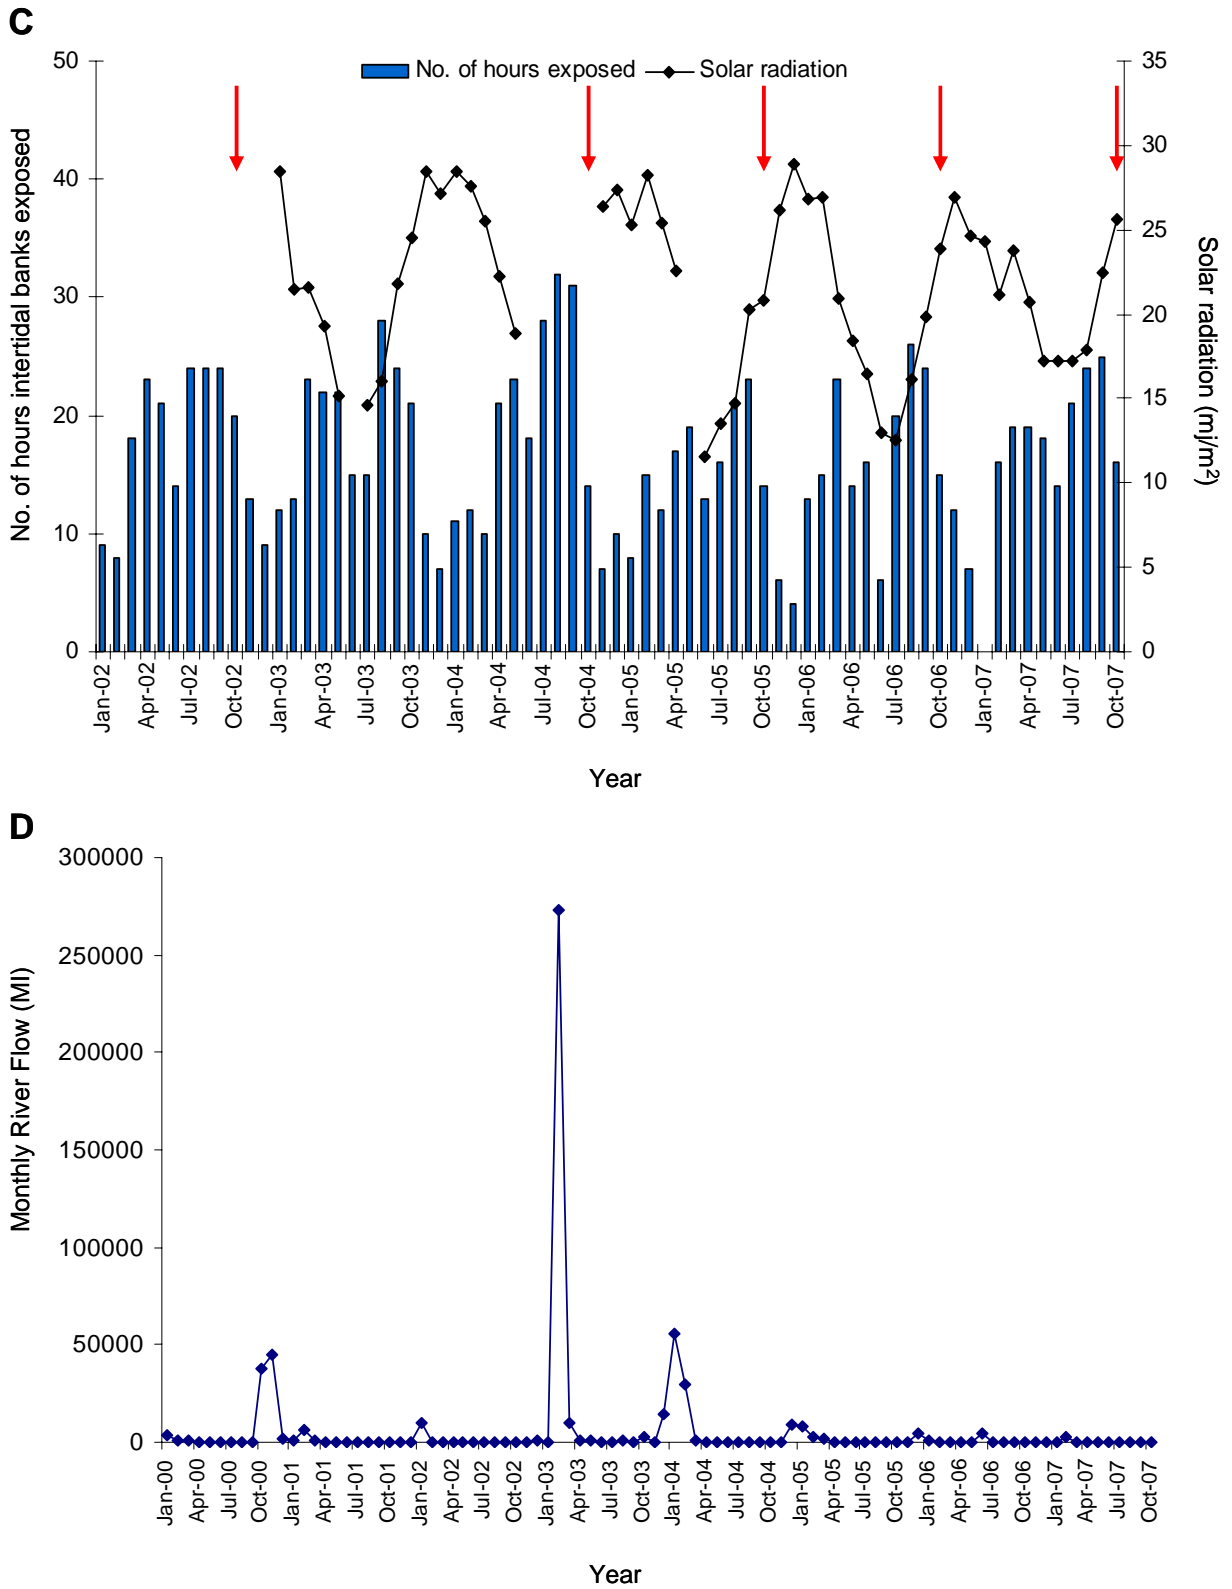 C
No. of hours exposed Solar radiation
50
40
30
20
10
0
35
30
25
20
15
10
5
0
No. of hours intertidal banks exposed
Solar radiation (mj/m²)
Jan-02 Apr-02 Jul-02 Oct-02 Jan-03 Apr-03 Jul-03 Oct-03 Jan-04 Apr-04 Jul-04 Oct-04 Jan-05 Apr-05 Jul-05 Oct-05 Jan-06 Apr-06 Jul-06 Oct-06 Jan-07 Apr-07 Jul-07 Oct-07
Year
D
300000
250000
200000
150000
100000
50000
0
Monthly River Flow (Ml)
Jan-00 Apr-00 Jul-00 Oct-00 Jan-01 Apr-01 Jul-01 Oct-01 Jan-02 Apr-02 Jul-02 Oct-02 Jan-03 Apr-03 Jul-03 Oct-03 Jan-04 Apr-04 Jul-04 Oct-04 Jan-05 Apr-05 Jul-05 Oct-05 Jan-06 Apr-06 Jul-06 Oct-06 Jan-07 Apr-07 Jul-07 Oct-07
Year